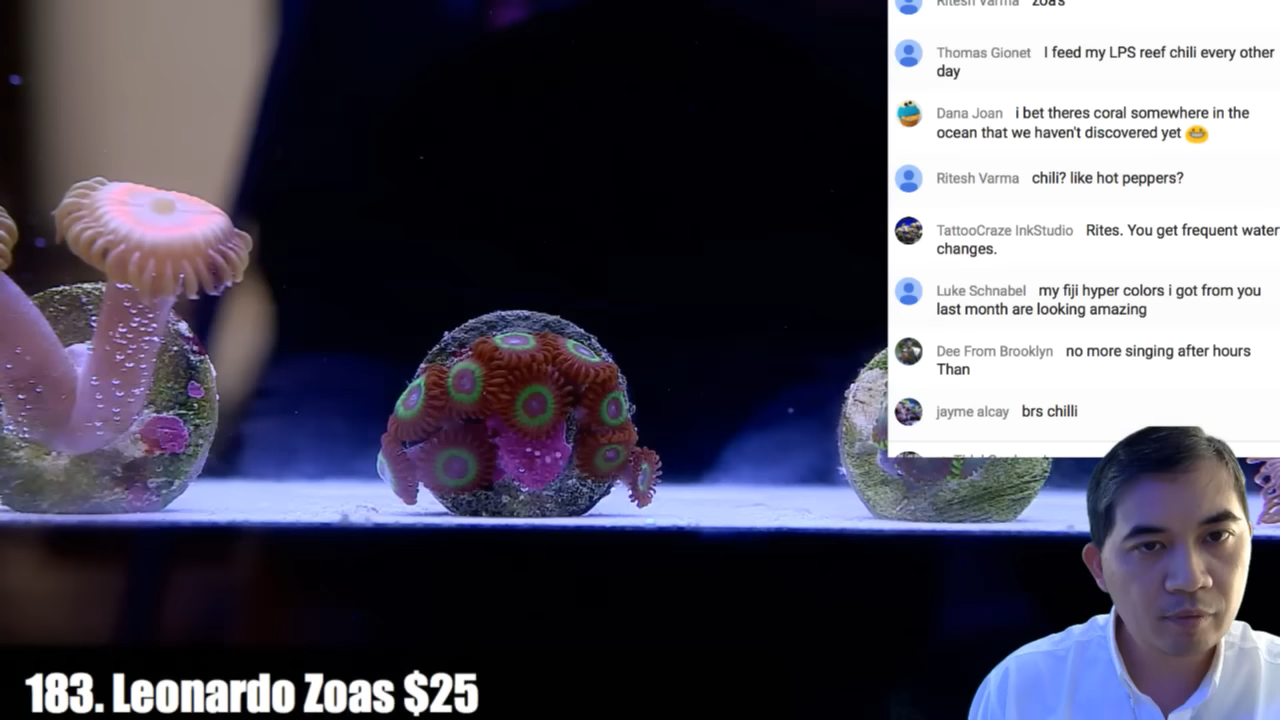 Ritesh Varma zoa's
Thomas Gionet I feed my LPS reef chili every other
day
Dana Joan i bet theres coral somewhere in the
ocean that we haven't discovered yet 😁
Ritesh Varma chili? like hot peppers?
TattooCraze InkStudio Rites. You get frequent water
changes.
Luke Schnabel my fiji hyper colors i got from you
last month are looking amazing
Dee From Brooklyn no more singing after hours
Than
jayme alcay brs chilli
183. Leonardo Zoas $25